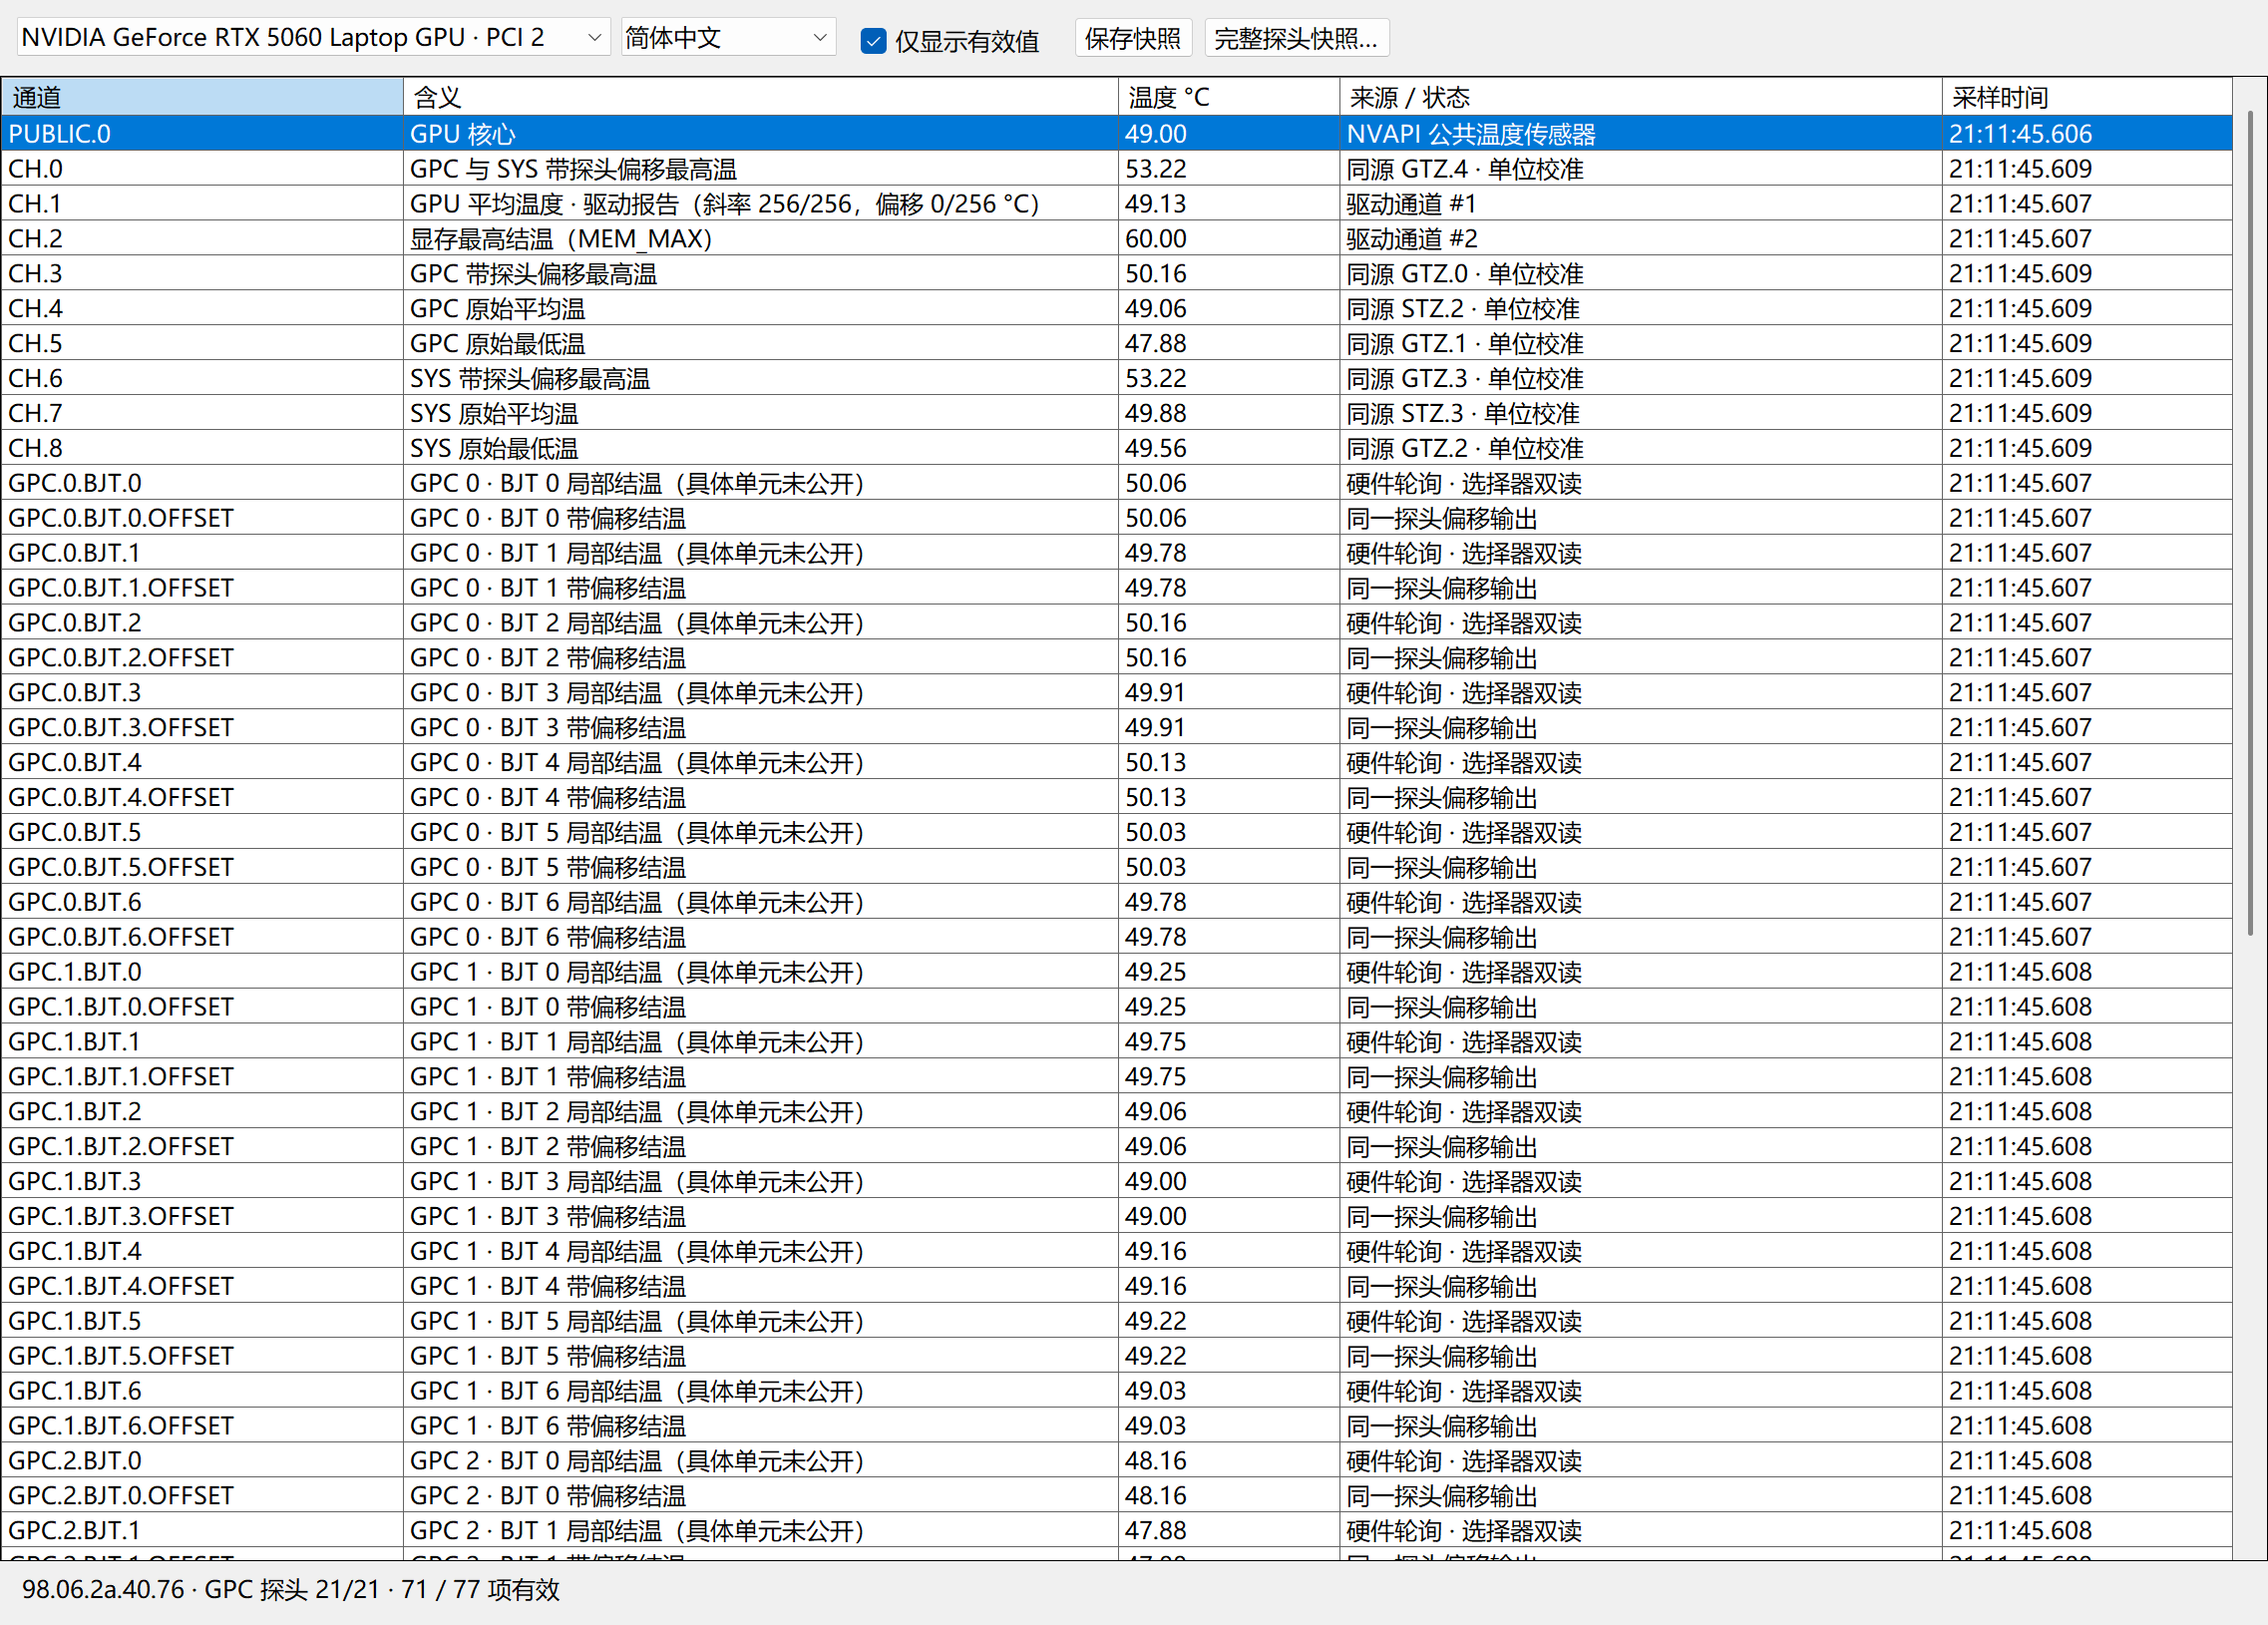 NVIDIA GeForce RTX 5060 Laptop GPU · PCI 2 简体中文 仅显示有效值 保存快照 完整探头快照...
通道 含义 温度 °C 来源 / 状态 采样时间
PUBLIC.0 GPU 核心 49.00 NVAPI 公共温度传感器 21:11:45.606
CH.0 GPC 与 SYS 带探头偏移最高温 53.22 同源 GTZ.4 · 单位校准 21:11:45.609
CH.1 GPU 平均温度 · 驱动报告（斜率 256/256，偏移 0/256 °C） 49.13 驱动通道 #1 21:11:45.607
CH.2 显存最高结温（MEM_MAX） 60.00 驱动通道 #2 21:11:45.607
CH.3 GPC 带探头偏移最高温 50.16 同源 GTZ.0 · 单位校准 21:11:45.609
CH.4 GPC 原始平均温 49.06 同源 STZ.2 · 单位校准 21:11:45.609
CH.5 GPC 原始最低温 47.88 同源 GTZ.1 · 单位校准 21:11:45.609
CH.6 SYS 带探头偏移最高温 53.22 同源 GTZ.3 · 单位校准 21:11:45.609
CH.7 SYS 原始平均温 49.88 同源 STZ.3 · 单位校准 21:11:45.609
CH.8 SYS 原始最低温 49.56 同源 GTZ.2 · 单位校准 21:11:45.609
GPC.0.BJT.0 GPC 0 · BJT 0 局部结温（具体单元未公开） 50.06 硬件轮询 · 选择器双读 21:11:45.607
GPC.0.BJT.0.OFFSET GPC 0 · BJT 0 带偏移结温 50.06 同一探头偏移输出 21:11:45.607
GPC.0.BJT.1 GPC 0 · BJT 1 局部结温（具体单元未公开） 49.78 硬件轮询 · 选择器双读 21:11:45.607
GPC.0.BJT.1.OFFSET GPC 0 · BJT 1 带偏移结温 49.78 同一探头偏移输出 21:11:45.607
GPC.0.BJT.2 GPC 0 · BJT 2 局部结温（具体单元未公开） 50.16 硬件轮询 · 选择器双读 21:11:45.607
GPC.0.BJT.2.OFFSET GPC 0 · BJT 2 带偏移结温 50.16 同一探头偏移输出 21:11:45.607
GPC.0.BJT.3 GPC 0 · BJT 3 局部结温（具体单元未公开） 49.91 硬件轮询 · 选择器双读 21:11:45.607
GPC.0.BJT.3.OFFSET GPC 0 · BJT 3 带偏移结温 49.91 同一探头偏移输出 21:11:45.607
GPC.0.BJT.4 GPC 0 · BJT 4 局部结温（具体单元未公开） 50.13 硬件轮询 · 选择器双读 21:11:45.607
GPC.0.BJT.4.OFFSET GPC 0 · BJT 4 带偏移结温 50.13 同一探头偏移输出 21:11:45.607
GPC.0.BJT.5 GPC 0 · BJT 5 局部结温（具体单元未公开） 50.03 硬件轮询 · 选择器双读 21:11:45.607
GPC.0.BJT.5.OFFSET GPC 0 · BJT 5 带偏移结温 50.03 同一探头偏移输出 21:11:45.607
GPC.0.BJT.6 GPC 0 · BJT 6 局部结温（具体单元未公开） 49.78 硬件轮询 · 选择器双读 21:11:45.607
GPC.0.BJT.6.OFFSET GPC 0 · BJT 6 带偏移结温 49.78 同一探头偏移输出 21:11:45.607
GPC.1.BJT.0 GPC 1 · BJT 0 局部结温（具体单元未公开） 49.25 硬件轮询 · 选择器双读 21:11:45.608
GPC.1.BJT.0.OFFSET GPC 1 · BJT 0 带偏移结温 49.25 同一探头偏移输出 21:11:45.608
GPC.1.BJT.1 GPC 1 · BJT 1 局部结温（具体单元未公开） 49.75 硬件轮询 · 选择器双读 21:11:45.608
GPC.1.BJT.1.OFFSET GPC 1 · BJT 1 带偏移结温 49.75 同一探头偏移输出 21:11:45.608
GPC.1.BJT.2 GPC 1 · BJT 2 局部结温（具体单元未公开） 49.06 硬件轮询 · 选择器双读 21:11:45.608
GPC.1.BJT.2.OFFSET GPC 1 · BJT 2 带偏移结温 49.06 同一探头偏移输出 21:11:45.608
GPC.1.BJT.3 GPC 1 · BJT 3 局部结温（具体单元未公开） 49.00 硬件轮询 · 选择器双读 21:11:45.608
GPC.1.BJT.3.OFFSET GPC 1 · BJT 3 带偏移结温 49.00 同一探头偏移输出 21:11:45.608
GPC.1.BJT.4 GPC 1 · BJT 4 局部结温（具体单元未公开） 49.16 硬件轮询 · 选择器双读 21:11:45.608
GPC.1.BJT.4.OFFSET GPC 1 · BJT 4 带偏移结温 49.16 同一探头偏移输出 21:11:45.608
GPC.1.BJT.5 GPC 1 · BJT 5 局部结温（具体单元未公开） 49.22 硬件轮询 · 选择器双读 21:11:45.608
GPC.1.BJT.5.OFFSET GPC 1 · BJT 5 带偏移结温 49.22 同一探头偏移输出 21:11:45.608
GPC.1.BJT.6 GPC 1 · BJT 6 局部结温（具体单元未公开） 49.03 硬件轮询 · 选择器双读 21:11:45.608
GPC.1.BJT.6.OFFSET GPC 1 · BJT 6 带偏移结温 49.03 同一探头偏移输出 21:11:45.608
GPC.2.BJT.0 GPC 2 · BJT 0 局部结温（具体单元未公开） 48.16 硬件轮询 · 选择器双读 21:11:45.608
GPC.2.BJT.0.OFFSET GPC 2 · BJT 0 带偏移结温 48.16 同一探头偏移输出 21:11:45.608
GPC.2.BJT.1 GPC 2 · BJT 1 局部结温（具体单元未公开） 47.88 硬件轮询 · 选择器双读 21:11:45.608
98.06.2a.40.76 · GPC 探头 21/21 · 71 / 77 项有效